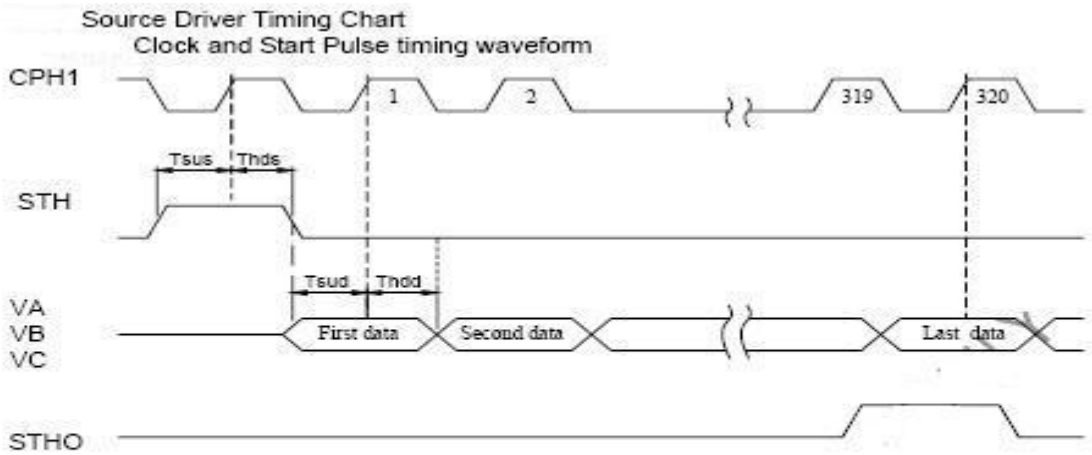 Source Driver Timing Chart
Clock and Start Pulse timing waveform
CPH1
1
2
319
320
Tsus
Thds
STH
Tsud
Thdd
VA
VB
First data
Second data
Last data
VC
STHO